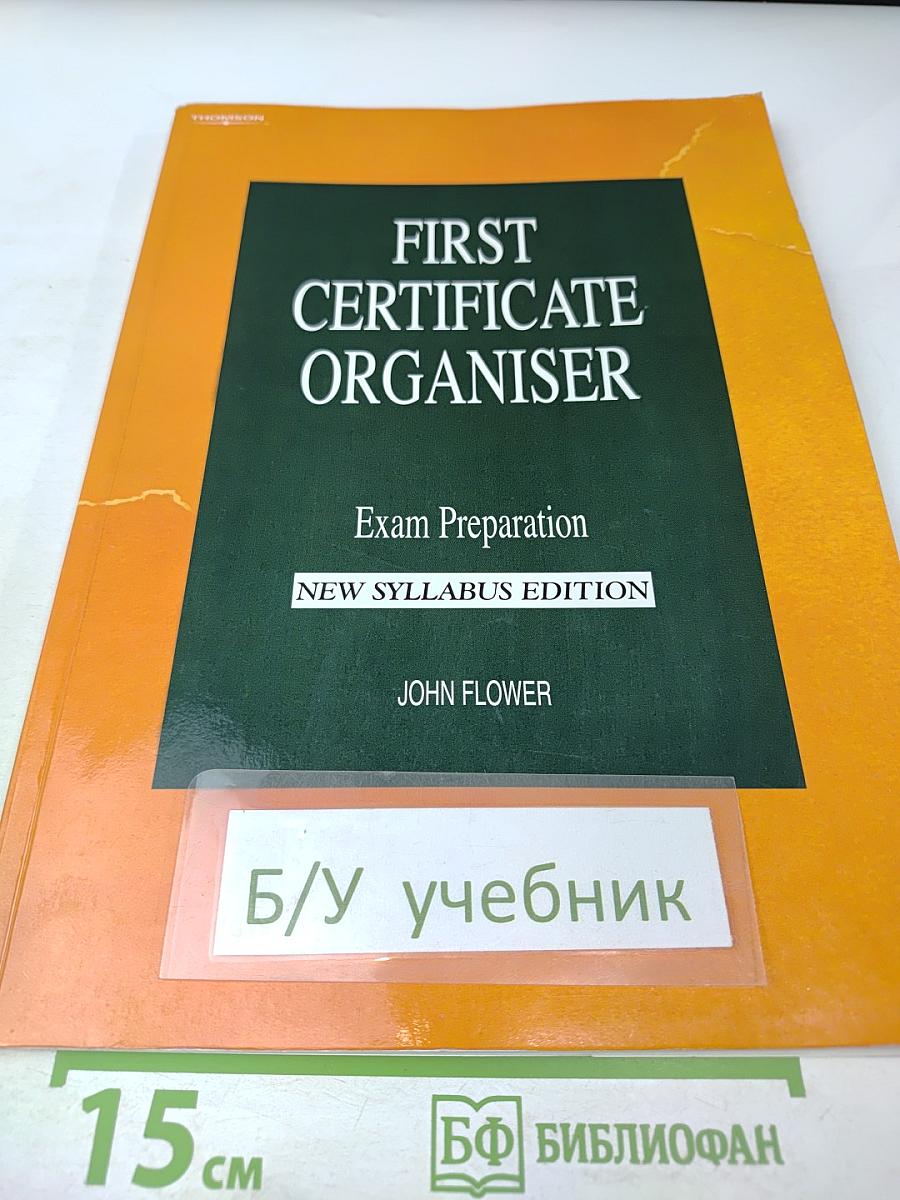 THOMSON
FIRST
CERTIFICATE
ORGANISER
Exam Preparation
NEW SYLLABUS EDITION
JOHN FLOWER
Б/У учебник
15 см
БФ БИБЛИОФАН